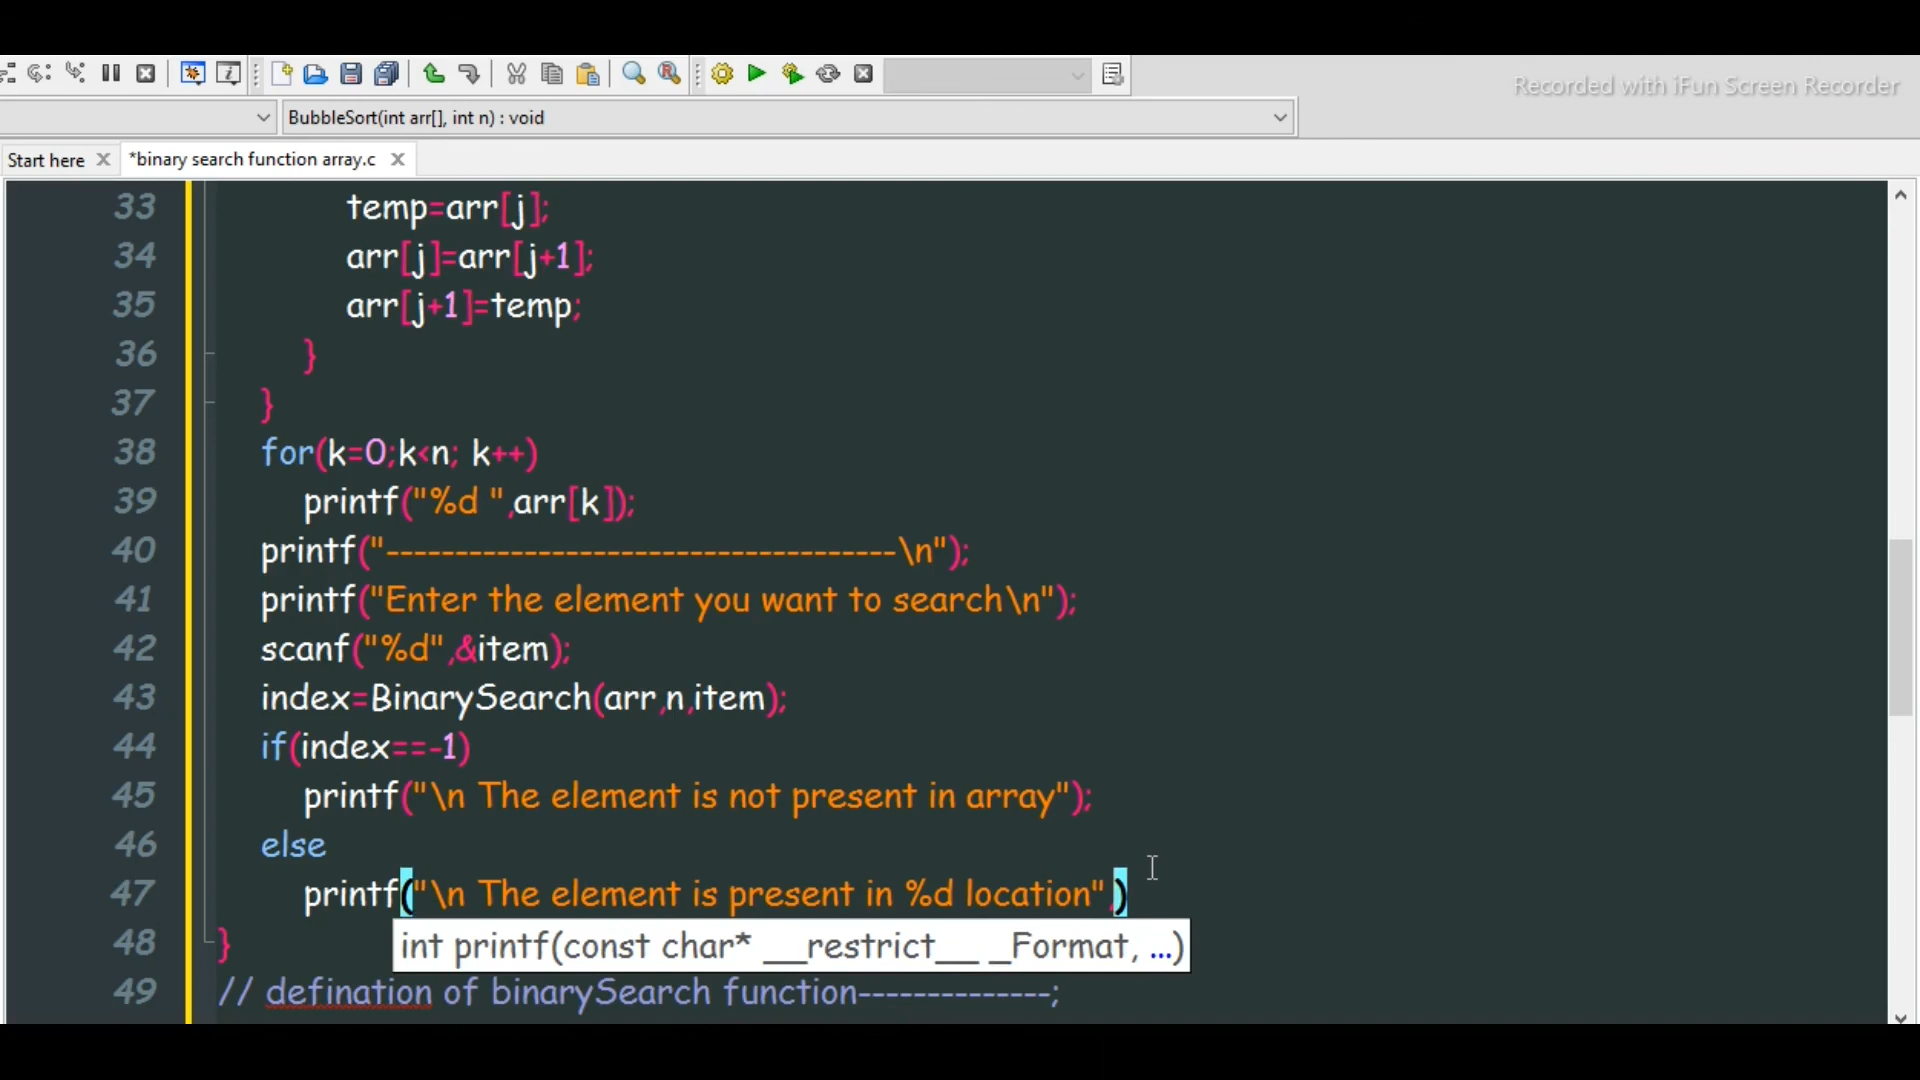 Recorded with iFun Screen Recorder
BubbleSort(int arr[], int n) : void
Start here
*binary search function array.c
33 temp=arr[j];
34 arr[j]=arr[j+1];
35 arr[j+1]=temp;
36 }
37 }
38 for(k=0;k<n; k++)
39 printf("%d ",arr[k]);
40 printf("-------------------------------------\n");
41 printf("Enter the element you want to search\n");
42 scanf("%d",&item);
43 index=BinarySearch(arr,n,item);
44 if(index==-1)
45 printf("\n The element is not present in array");
46 else
47 printf("\n The element is present in %d location",)
48 }
int printf(const char* __restrict__ _Format, ...)
49 // defination of binarySearch function--------------;